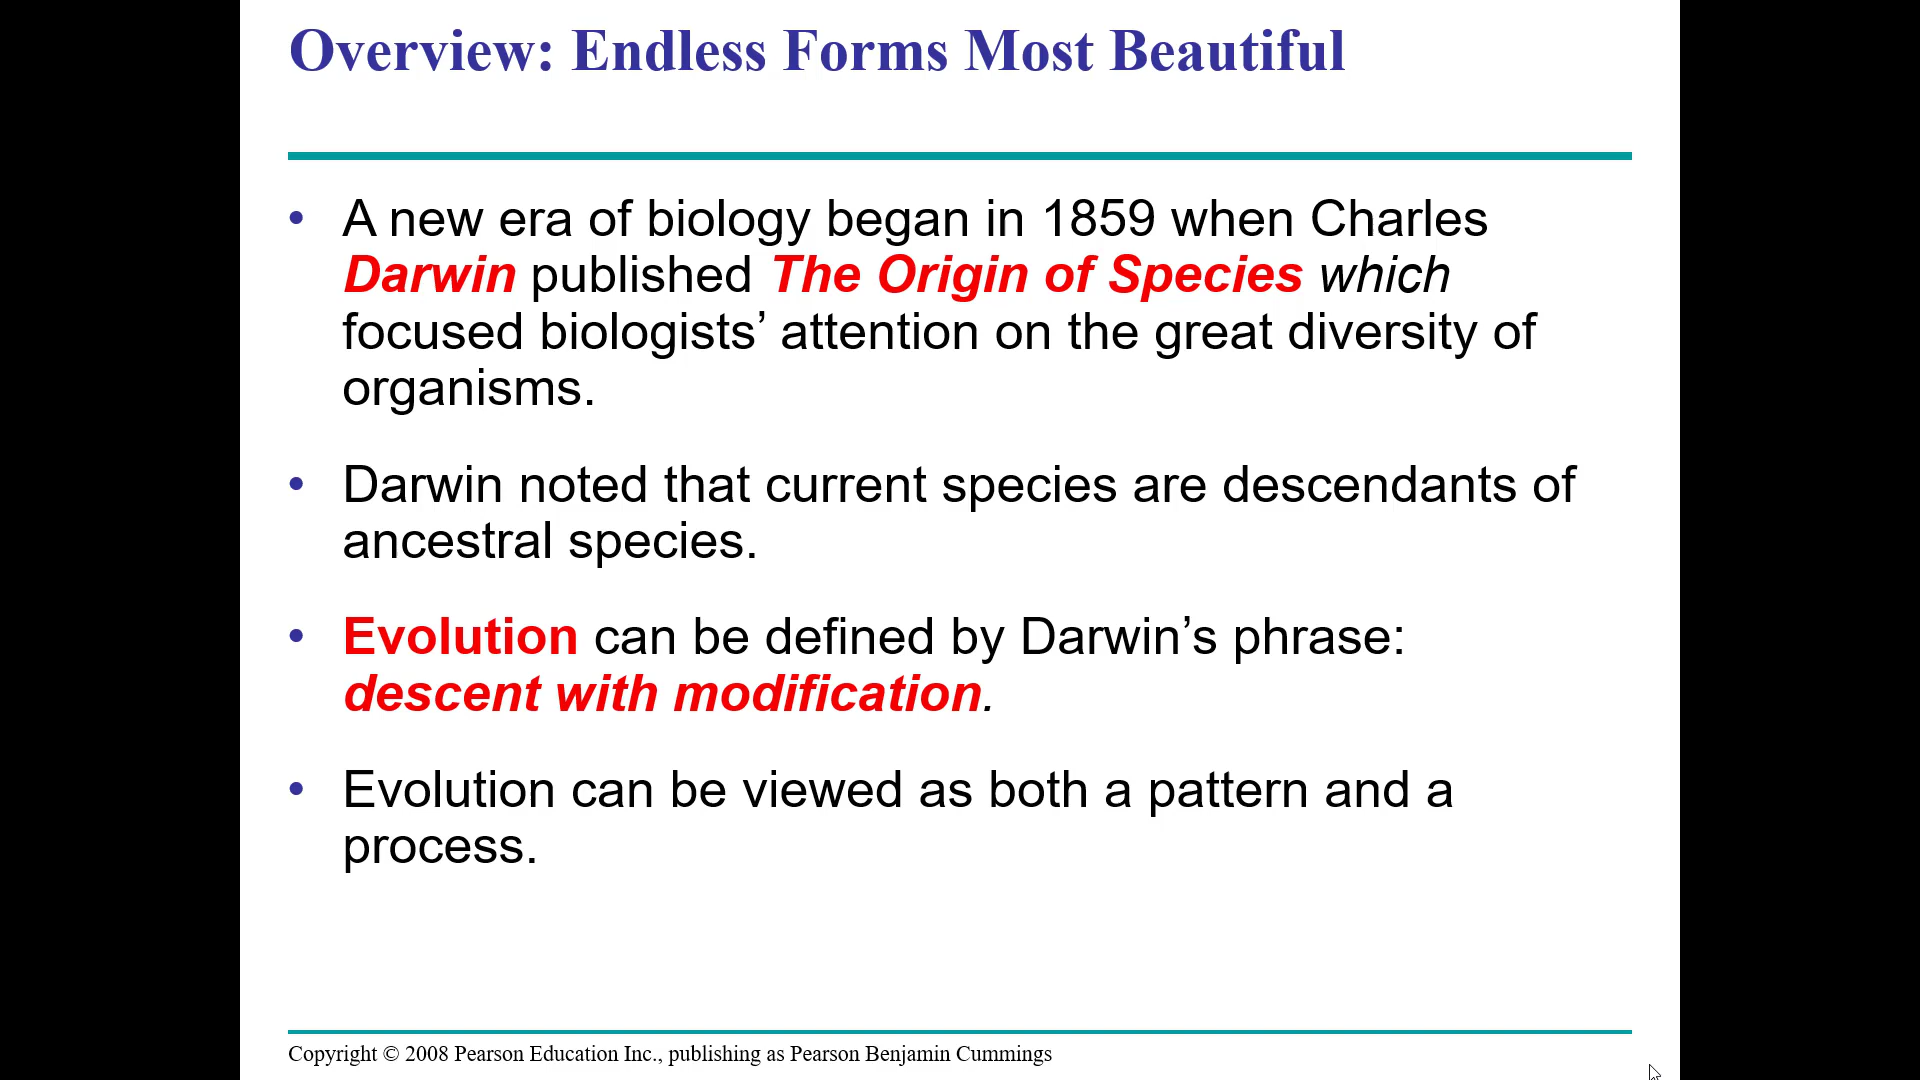 Overview: Endless Forms Most Beautiful
• A new era of biology began in 1859 when Charles
Darwin published The Origin of Species which
focused biologists’ attention on the great diversity of
organisms.
• Darwin noted that current species are descendants of
ancestral species.
• Evolution can be defined by Darwin’s phrase:
descent with modification.
• Evolution can be viewed as both a pattern and a
process.
Copyright © 2008 Pearson Education Inc., publishing as Pearson Benjamin Cummings